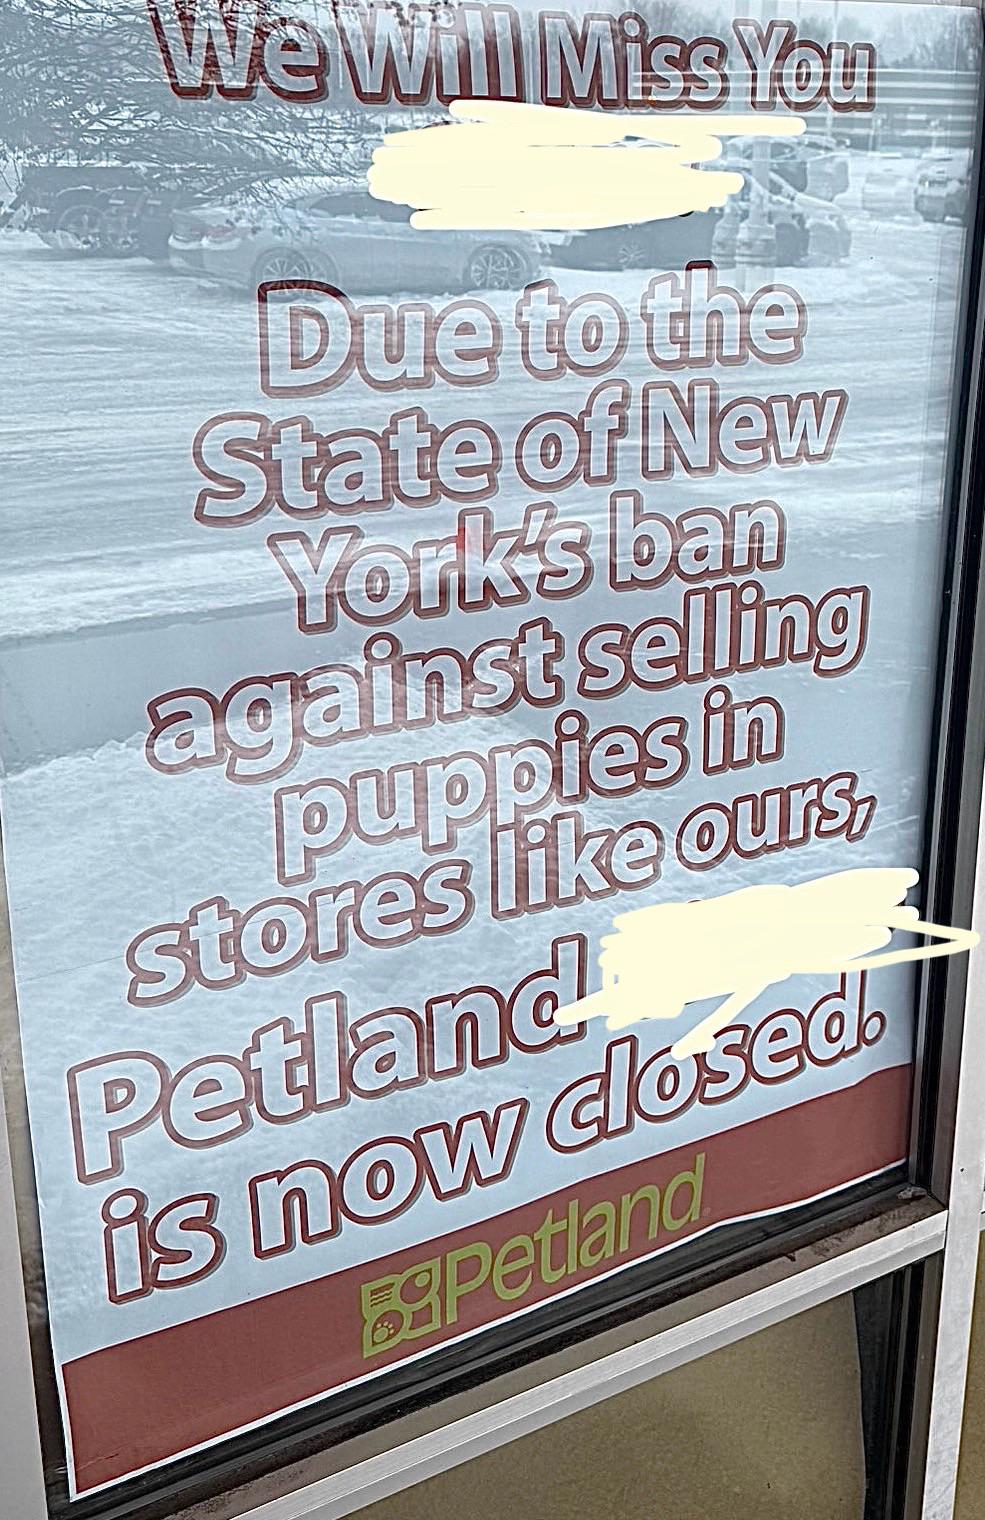 We Will Miss You
Due to the
State of New
York's ban
against selling
puppies in
stores like ours,
Petland
is now closed.
Petland